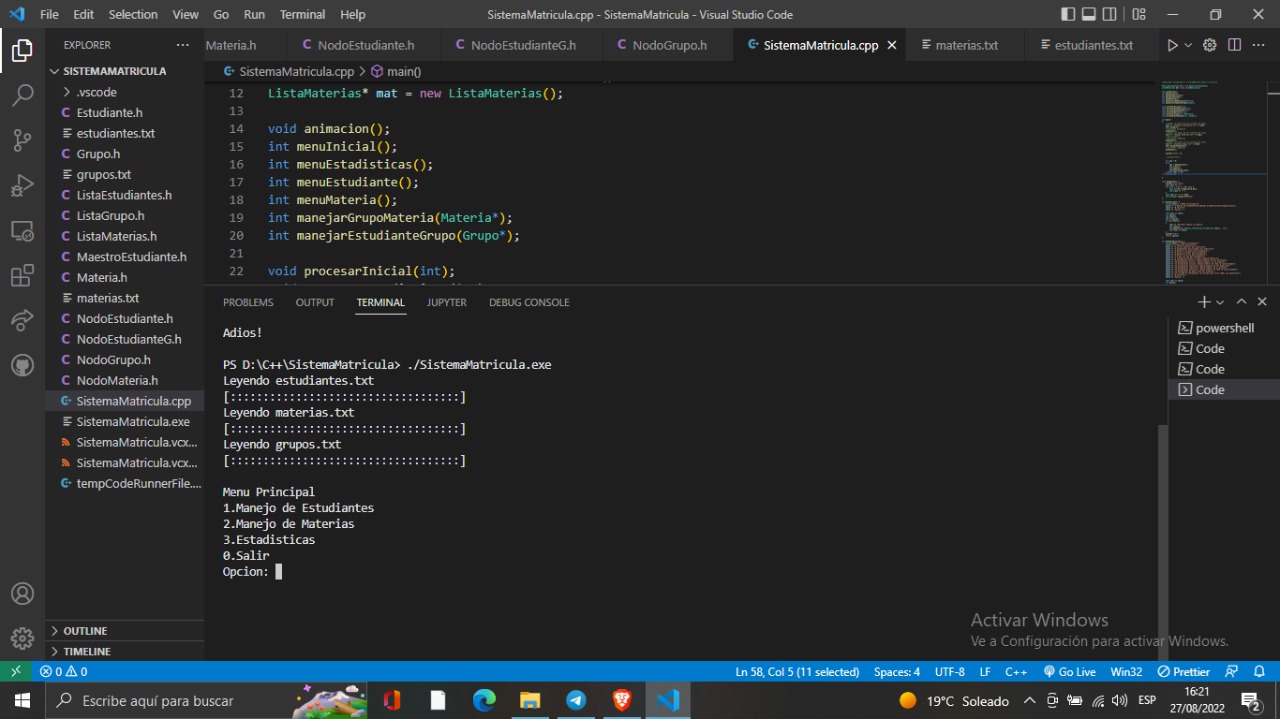 File Edit Selection View Go Run Terminal Help
SistemaMatricula.cpp - SistemaMatricula - Visual Studio Code
EXPLORER
Materia.h
NodoEstudiante.h
NodoEstudianteG.h
NodoGrupo.h
SistemaMatricula.cpp
materias.txt
estudiantes.txt
SISTEMAMATRICULA
.vscode
Estudiante.h
estudiantes.txt
Grupo.h
grupos.txt
ListaEstudiantes.h
ListaGrupo.h
ListaMaterias.h
MaestroEstudiante.h
Materia.h
materias.txt
NodoEstudiante.h
NodoEstudianteG.h
NodoGrupo.h
NodoMateria.h
SistemaMatricula.cpp
SistemaMatricula.exe
SistemaMatricula.vcx...
SistemaMatricula.vcx...
tempCodeRunnerFile....
OUTLINE
TIMELINE
SistemaMatricula.cpp > main()
12 ListaMaterias* mat = new ListaMaterias();
13
14 void animacion();
15 int menuInicial();
16 int menuEstadisticas();
17 int menuEstudiante();
18 int menuMateria();
19 int manejarGrupoMateria(Materia*);
20 int manejarEstudianteGrupo(Grupo*);
21
22 void procesarInicial(int);
PROBLEMS OUTPUT TERMINAL JUPYTER DEBUG CONSOLE
Adios!
PS D:\C++\SistemaMatricula> ./SistemaMatricula.exe
Leyendo estudiantes.txt
[:::::::::::::::::::::::::::::::::::]
Leyendo materias.txt
[:::::::::::::::::::::::::::::::::::]
Leyendo grupos.txt
[:::::::::::::::::::::::::::::::::::]
Menu Principal
1.Manejo de Estudiantes
2.Manejo de Materias
3.Estadisticas
0.Salir
Opcion:
powershell
Code
Code
Code
Activar Windows
Ve a Configuración para activar Windows.
0 0
Ln 58, Col 5 (11 selected) Spaces: 4 UTF-8 LF C++ Go Live Win32 Prettier
Escribe aquí para buscar
19°C Soleado
ESP
16:21
27/08/2022
2